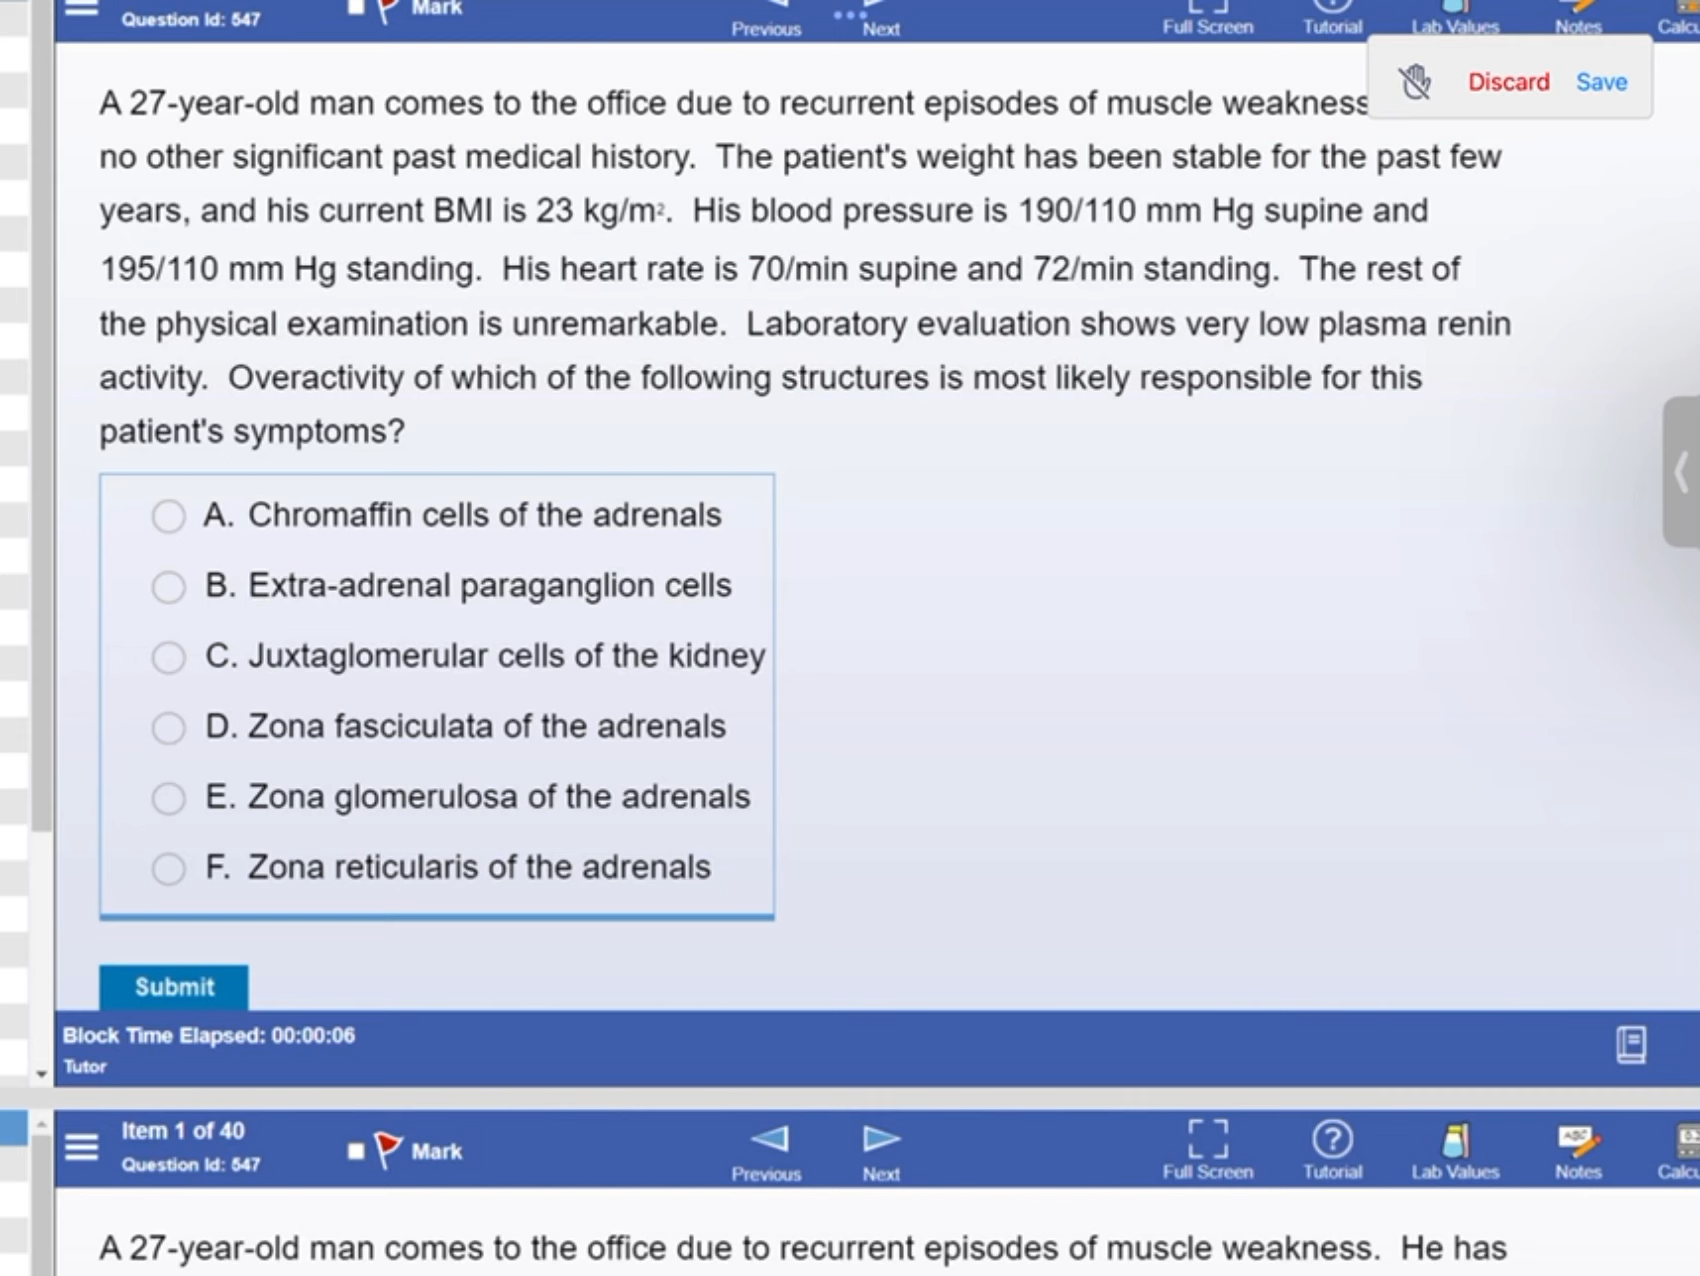 Question Id: 547
Mark
Previous
Next
Full Screen
Tutorial
Lab Values
Notes
Discard
Save
A 27-year-old man comes to the office due to recurrent episodes of muscle weakness
no other significant past medical history. The patient's weight has been stable for the past few
years, and his current BMI is 23 kg/m².  His blood pressure is 190/110 mm Hg supine and
195/110 mm Hg standing.  His heart rate is 70/min supine and 72/min standing.  The rest of
the physical examination is unremarkable.  Laboratory evaluation shows very low plasma renin
activity.  Overactivity of which of the following structures is most likely responsible for this
patient's symptoms?
A. Chromaffin cells of the adrenals
B. Extra-adrenal paraganglion cells
C. Juxtaglomerular cells of the kidney
D. Zona fasciculata of the adrenals
E. Zona glomerulosa of the adrenals
F. Zona reticularis of the adrenals
Submit
Block Time Elapsed: 00:00:06
Tutor
Item 1 of 40
Question Id: 547
Mark
Previous
Next
Full Screen
Tutorial
Lab Values
Notes
A 27-year-old man comes to the office due to recurrent episodes of muscle weakness.  He has